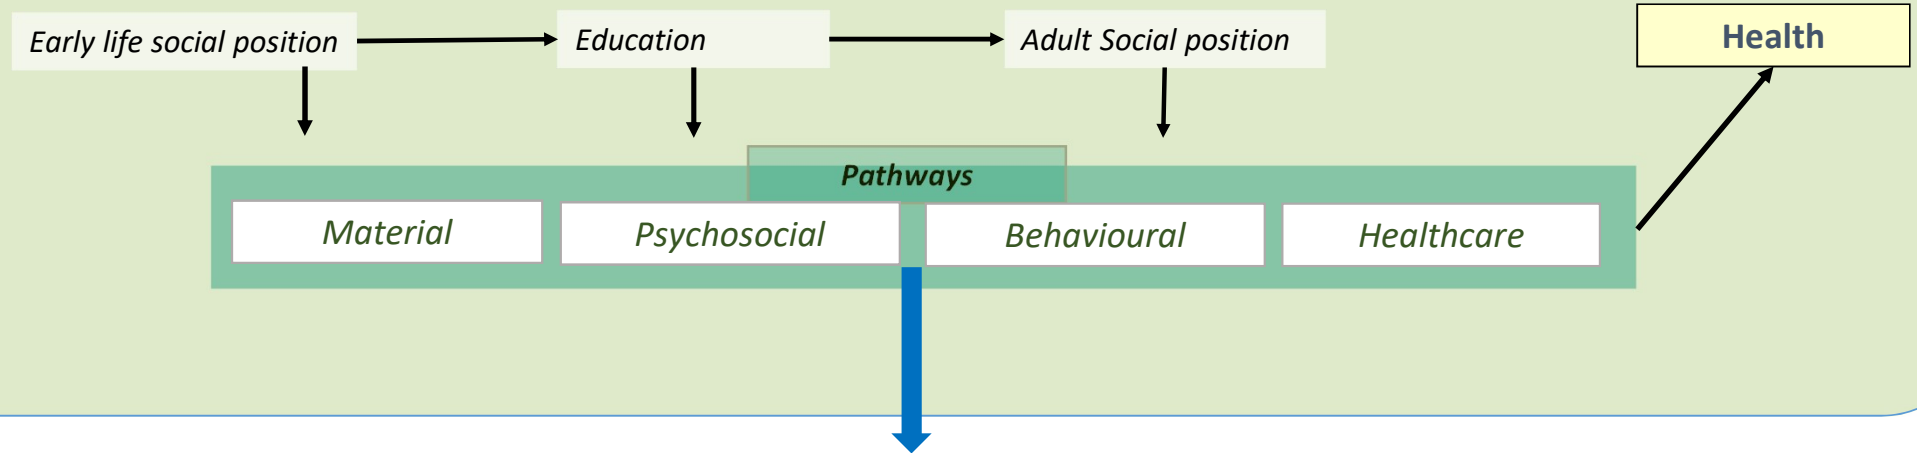 Early life social position
Education
Adult Social position
Health
Pathways
Material
Psychosocial
Behavioural
Healthcare